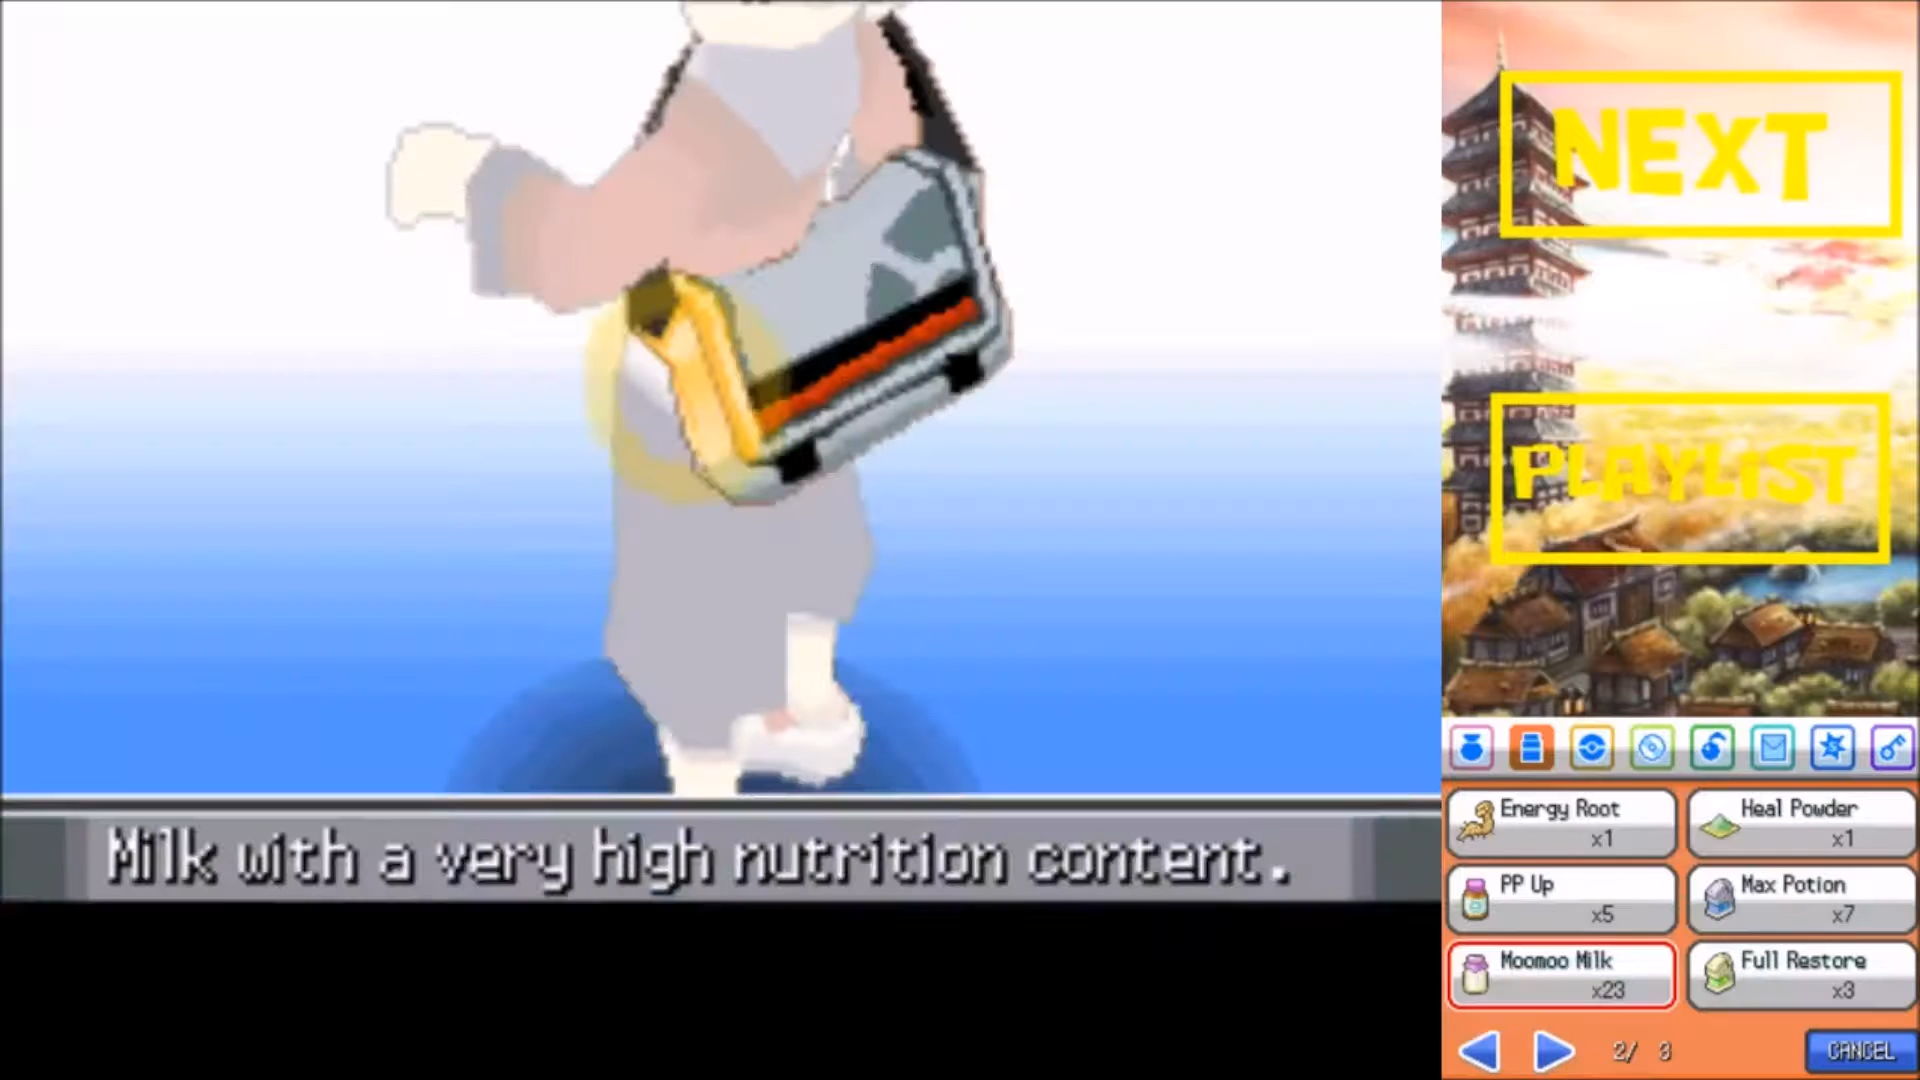 NEXT
PLAYLIST
Milk with a very high nutrition content.
Energy Root
x1
Heal Powder
x1
PP Up
x5
Max Potion
x7
Moomoo Milk
x23
Full Restore
x3
2/ 3
CANCEL